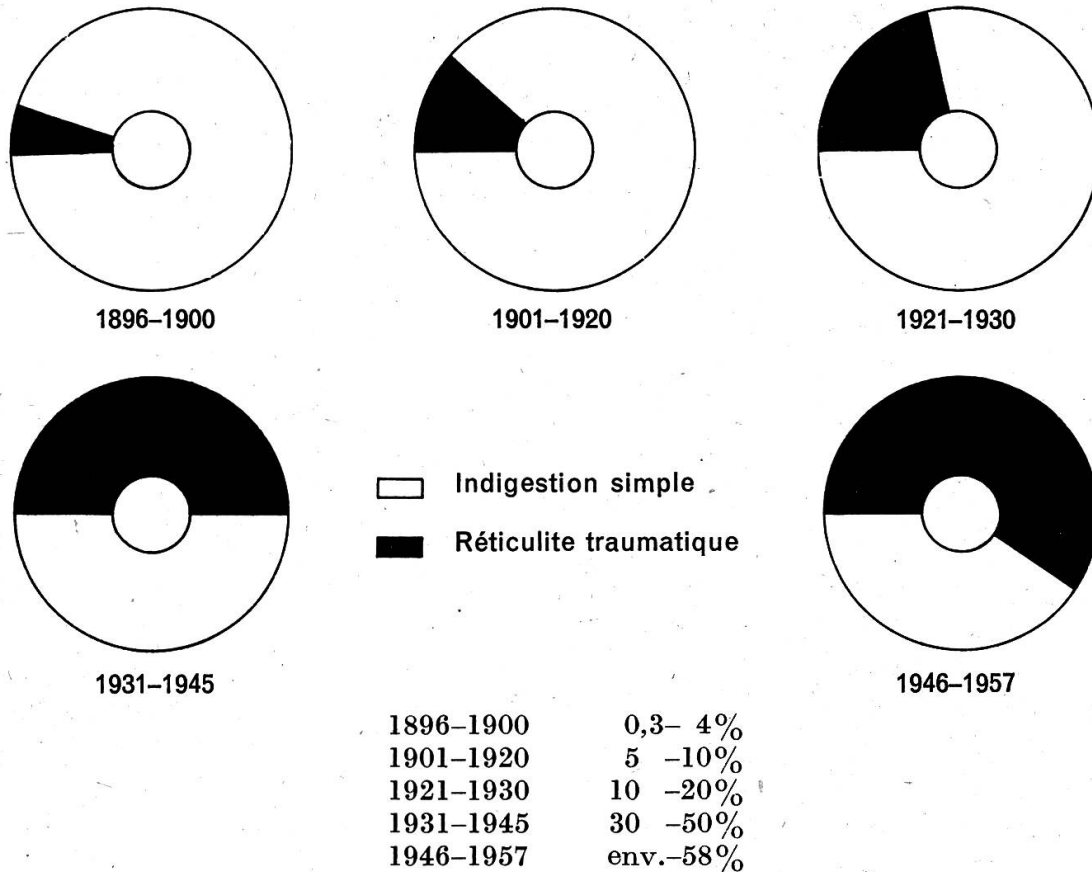 1896–1900
1901–1920
1921–1930
Indigestion simple
Réticulite traumatique
1931–1945
1946–1957
1896–1900 0,3– 4%
1901–1920 5 –10%
1921–1930 10 –20%
1931–1945 30 –50%
1946–1957 env.–58%